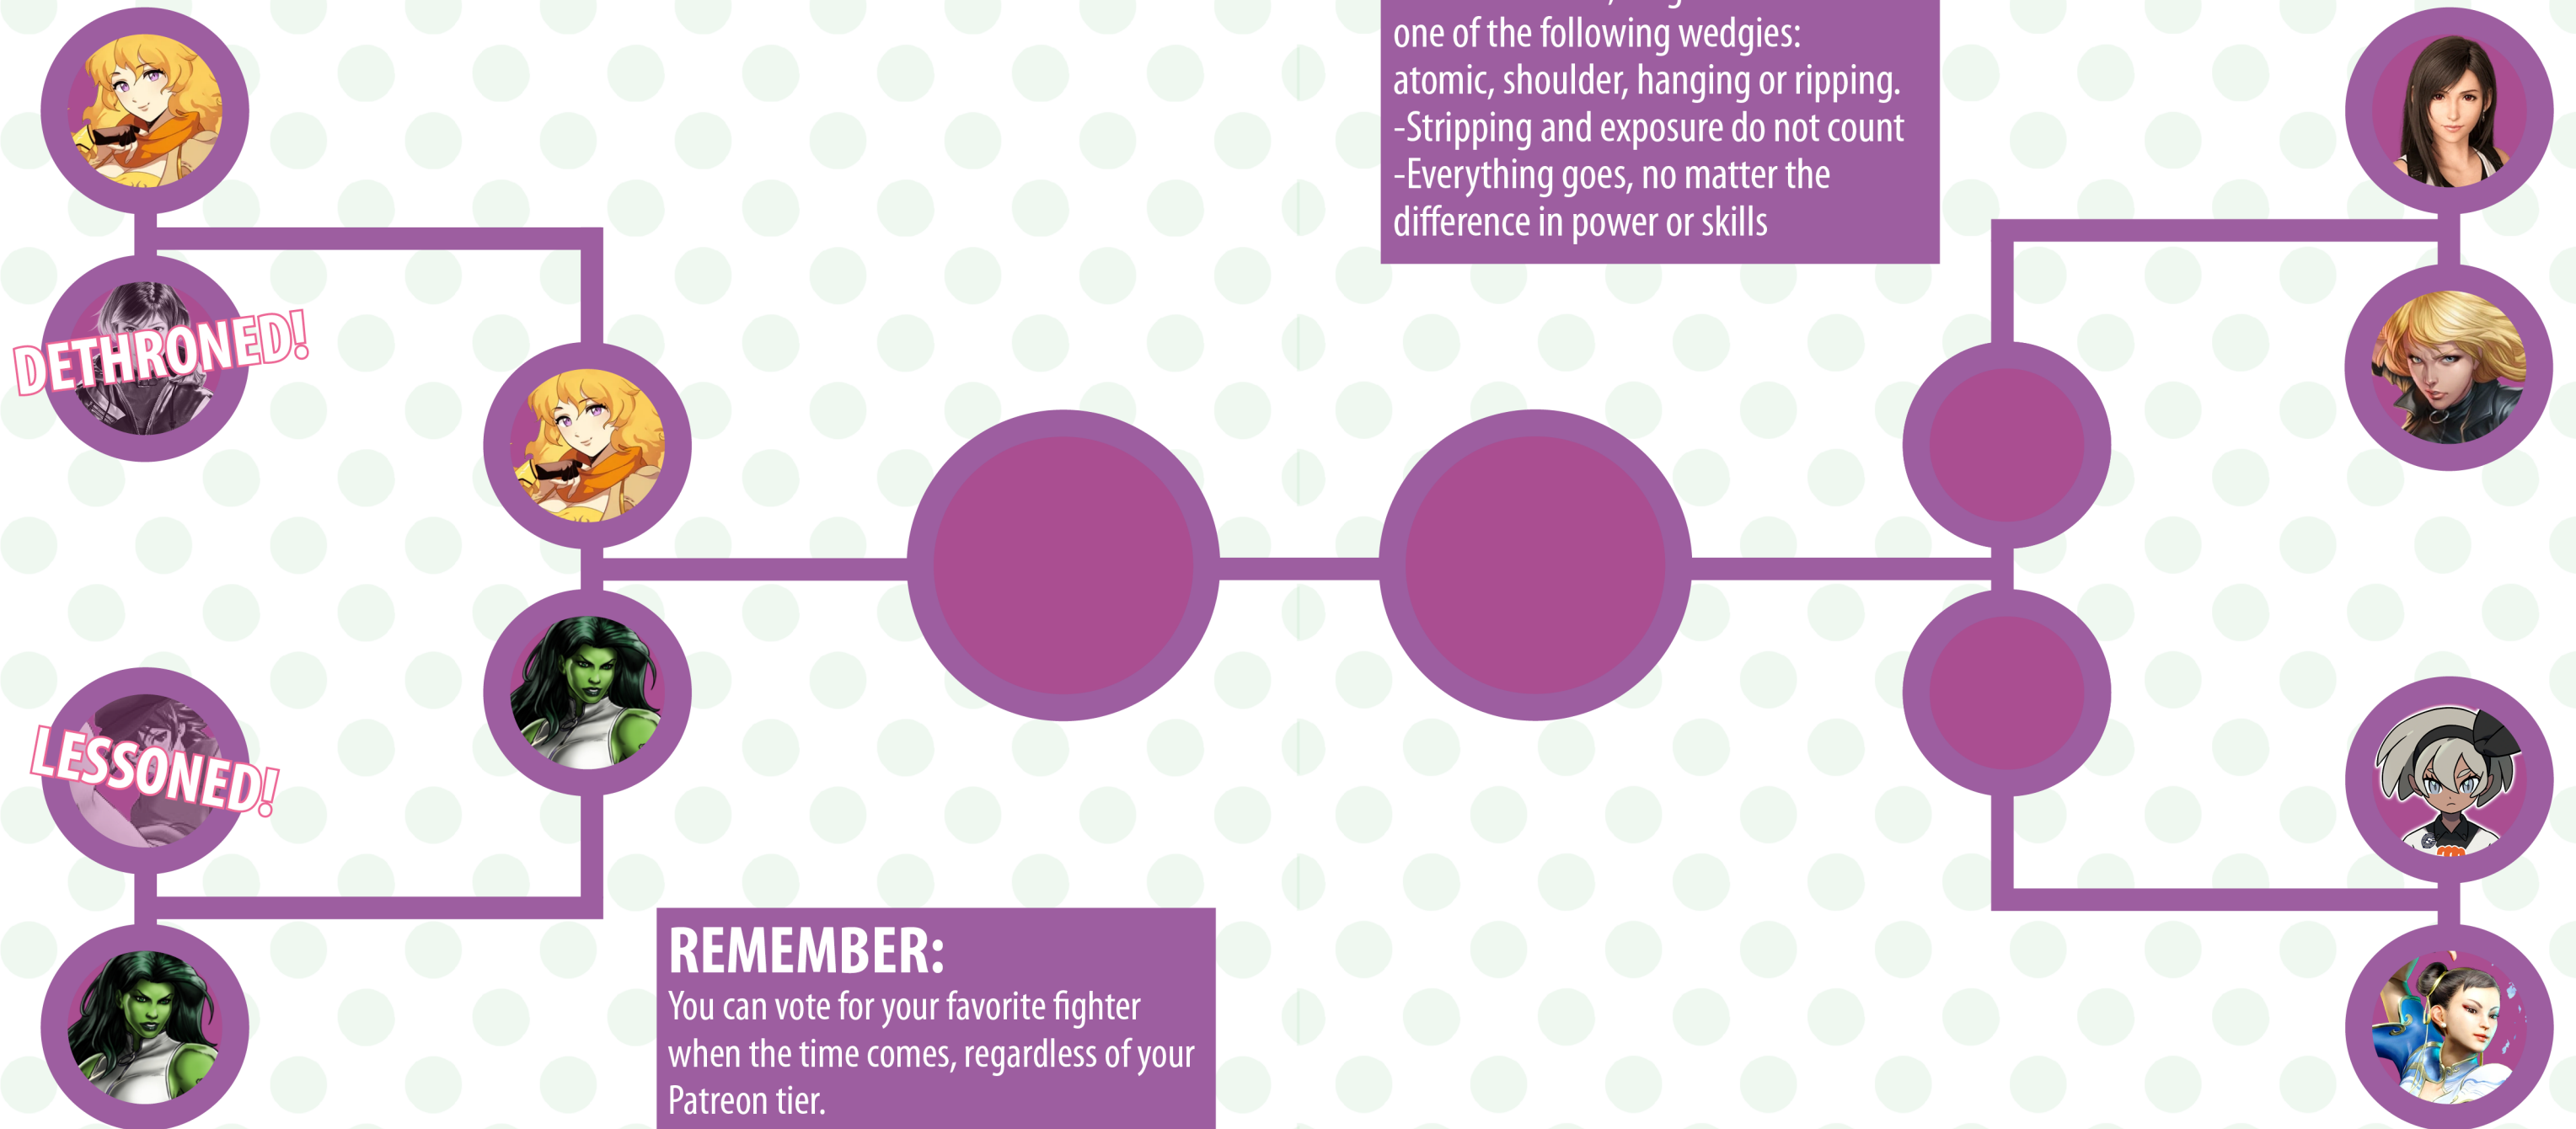 one of the following wedgies:
atomic, shoulder, hanging or ripping.
-Stripping and exposure do not count
-Everything goes, no matter the
difference in power or skills
DETHRONED!
LESSONED!
REMEMBER:
You can vote for your favorite fighter
when the time comes, regardless of your
Patreon tier.